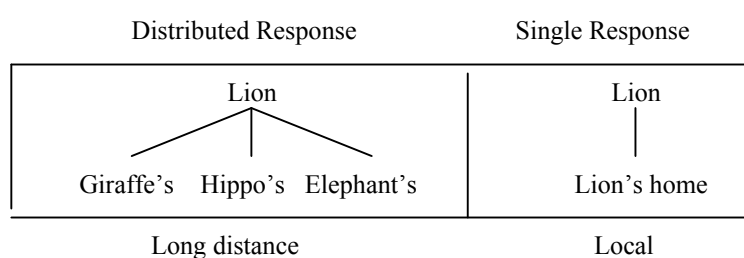 Distributed Response Single Response
Lion Lion
Giraffe’s Hippo’s Elephant’s Lion’s home
Long distance Local